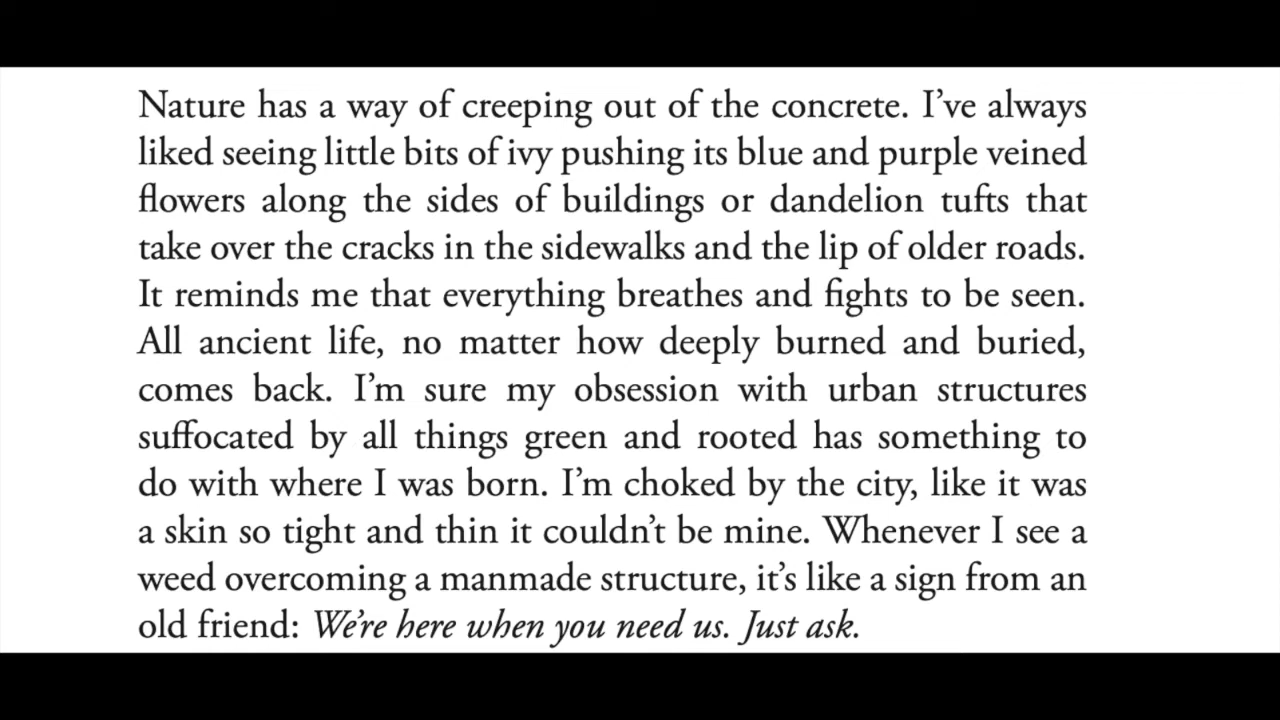 Nature has a way of creeping out of the concrete. I’ve always
liked seeing little bits of ivy pushing its blue and purple veined
flowers along the sides of buildings or dandelion tufts that
take over the cracks in the sidewalks and the lip of older roads.
It reminds me that everything breathes and fights to be seen.
All ancient life, no matter how deeply burned and buried,
comes back. I’m sure my obsession with urban structures
suffocated by all things green and rooted has something to
do with where I was born. I’m choked by the city, like it was
a skin so tight and thin it couldn’t be mine. Whenever I see a
weed overcoming a manmade structure, it’s like a sign from an
old friend: We’re here when you need us. Just ask.